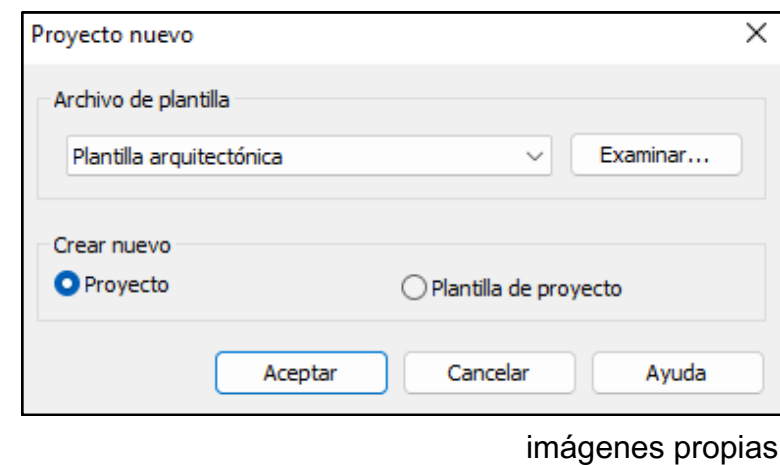 Proyecto nuevo
Archivo de plantilla
Plantilla arquitectónica
Examinar...
Crear nuevo
Proyecto
Plantilla de proyecto
Aceptar
Cancelar
Ayuda
imágenes propias